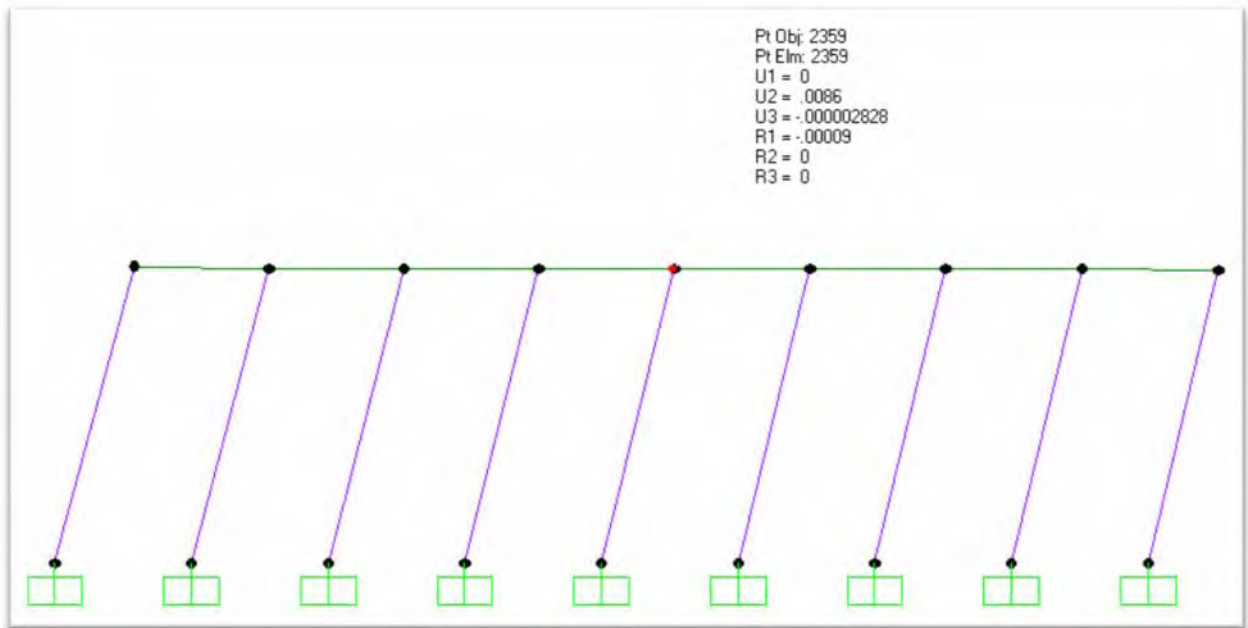 Pt Obj: 2359
Pt Elm: 2359
U1 = 0
U2 = .0086
U3 = -.000002828
R1 = -.00009
R2 = 0
R3 = 0